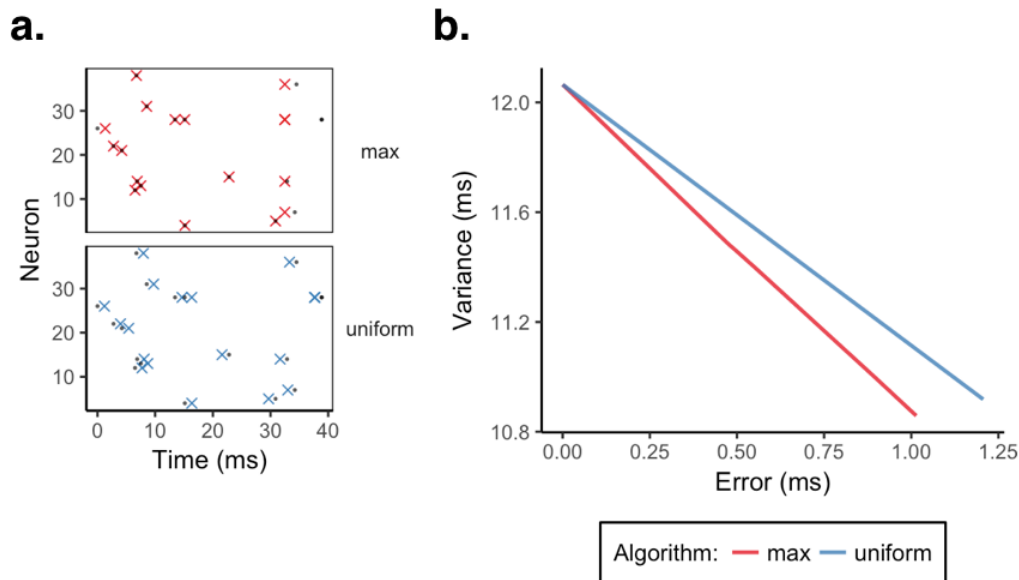 a.
b.
Neuron
30
20
10
max
30
20
10
uniform
0 10 20 30 40
Time (ms)
Variance (ms)
12.0
11.6
11.2
10.8
0.00 0.25 0.50 0.75 1.00 1.25
Error (ms)
Algorithm: max uniform